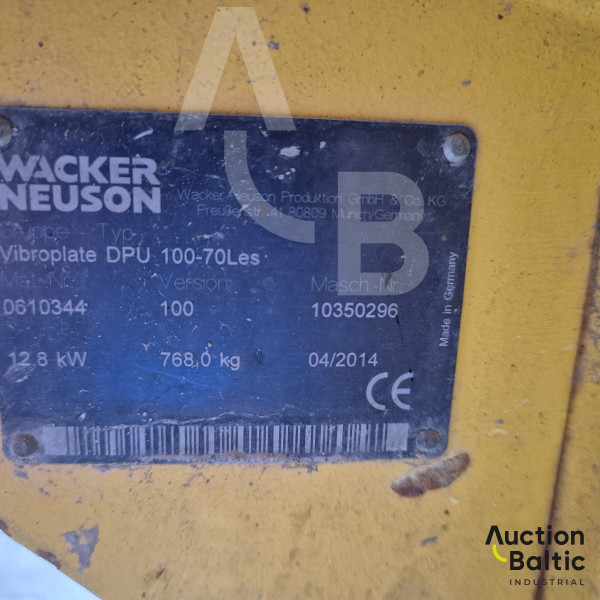 WACKER
NEUSON
Wacker Neuson Produktion GmbH & Co. KG
Preußenstr. 41, 80809 Munich/Germany
Gruppe Typ
Vibroplate DPU 100-70Les
Mat.-Nr. Version Masch.-Nr.
0610344 100 10350296
12.8 kW 768,0 kg 04/2014
CE
Made in Germany
AB
Auction
Baltic
INDUSTRIAL